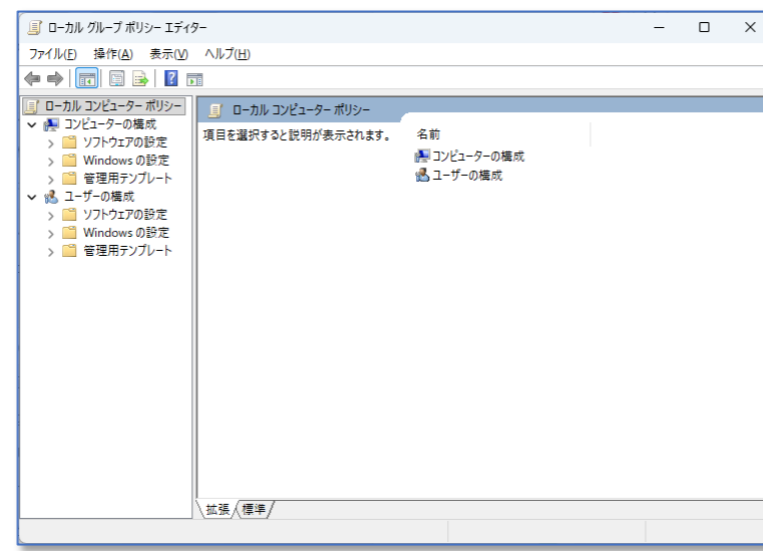 ローカル グループ ポリシー エディター
ファイル(F) 操作(A) 表示(V) ヘルプ(H)
ローカル コンピューター ポリシー
コンピューターの構成
ソフトウェアの設定
Windows の設定
管理用テンプレート
ユーザーの構成
ソフトウェアの設定
Windows の設定
管理用テンプレート
ローカル コンピューター ポリシー
項目を選択すると説明が表示されます。
名前
コンピューターの構成
ユーザーの構成
拡張 標準